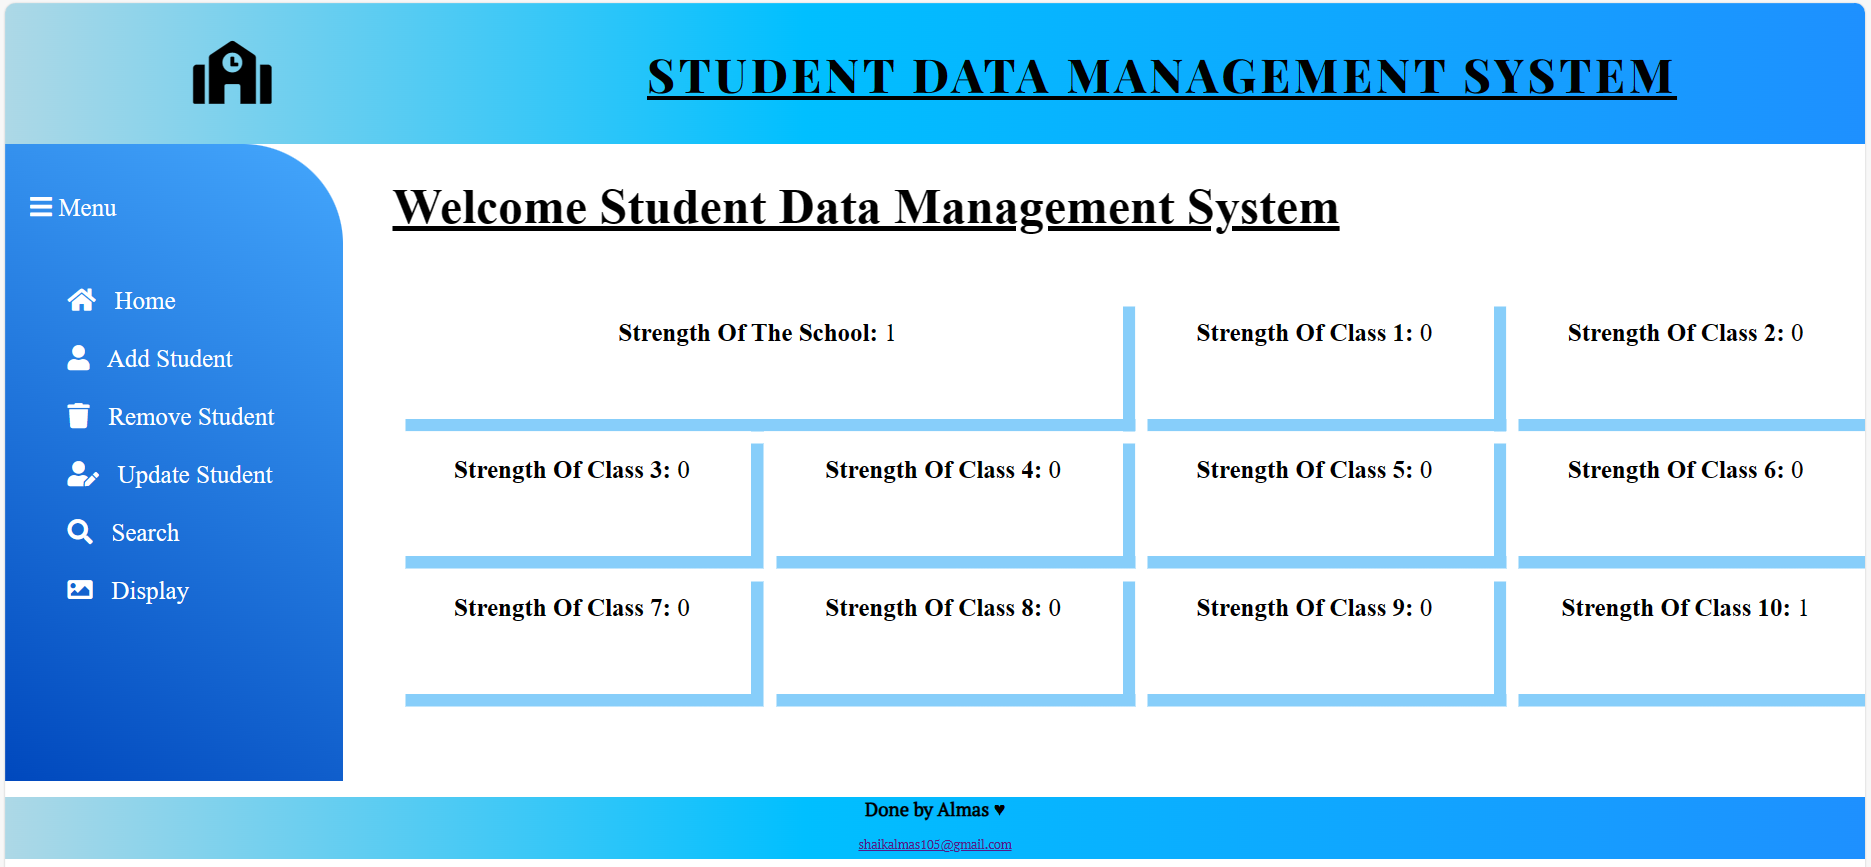 STUDENT DATA MANAGEMENT SYSTEM
Menu
Home
Add Student
Remove Student
Update Student
Search
Display
Welcome Student Data Management System
Strength Of The School: 1
Strength Of Class 1: 0
Strength Of Class 2: 0
Strength Of Class 3: 0
Strength Of Class 4: 0
Strength Of Class 5: 0
Strength Of Class 6: 0
Strength Of Class 7: 0
Strength Of Class 8: 0
Strength Of Class 9: 0
Strength Of Class 10: 1
Done by Almas ♥
shaikalmas105@gmail.com